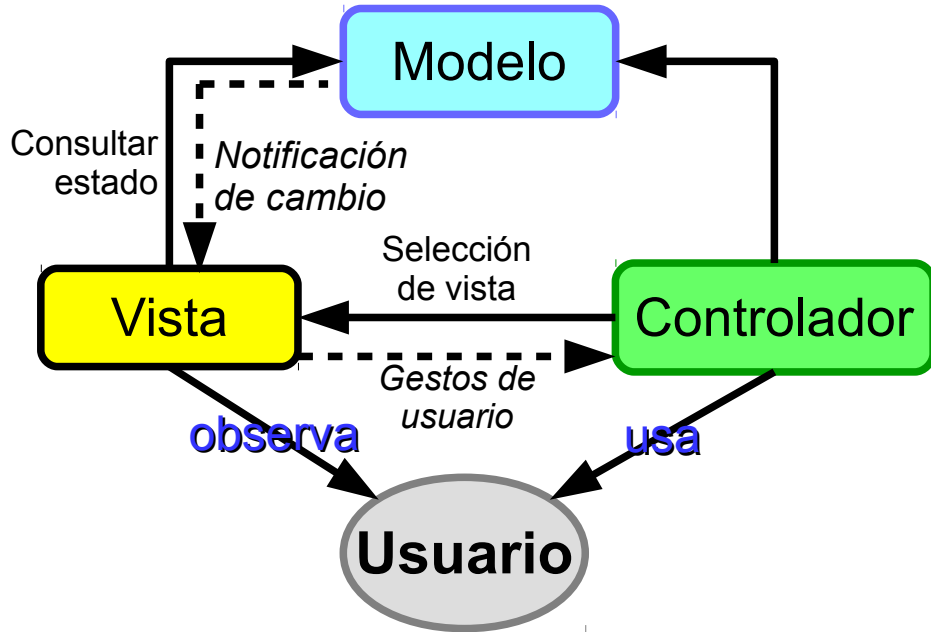 Modelo
Consultar
estado
Notificación
de cambio
Selección
de vista
Vista
Controlador
Gestos de
usuario
observa
usa
Usuario